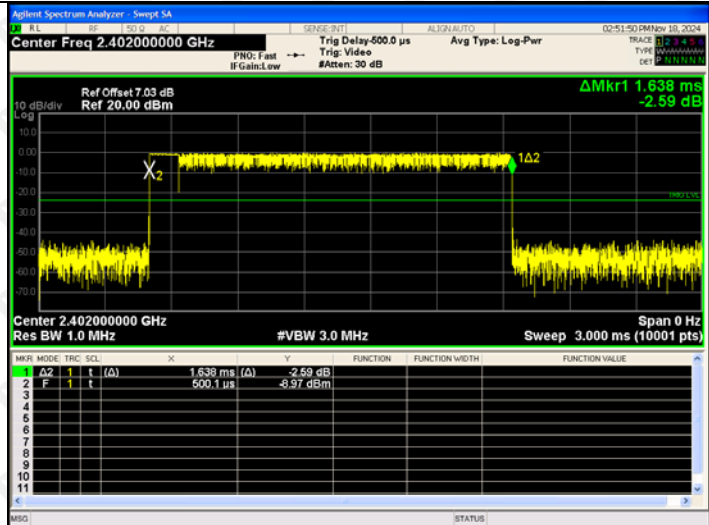 Agilent Spectrum Analyzer - Swept SA
RL RF 50 Ω AC SENSE:INT ALIGN AUTO 02:51:50 PM Nov 18, 2024
Center Freq 2.402000000 GHz Trig Delay-500.0 µs Avg Type: Log-Pwr TRACE 1 2 3 4 5 6
PNO: Fast Trig: Video TYPE
IFGain:Low #Atten: 30 dB DET P N N N N N
Ref Offset 7.03 dB ΔMkr1 1.638 ms
10 dB/div Ref 20.00 dBm -2.59 dB
Log
10.0
0.00
1Δ2
-10.0
2
-20.0
TRIG LVL
-30.0
-40.0
-50.0
-60.0
-70.0
Center 2.402000000 GHz Span 0 Hz
Res BW 1.0 MHz #VBW 3.0 MHz Sweep 3.000 ms (10001 pts)
MKR MODE TRC SCL X Y FUNCTION FUNCTION WIDTH FUNCTION VALUE
1 Δ2 1 t (Δ) 1.638 ms (Δ) -2.59 dB
2 F 1 t 500.1 µs -8.97 dBm
3
4
5
6
7
8
9
10
11
MSG STATUS